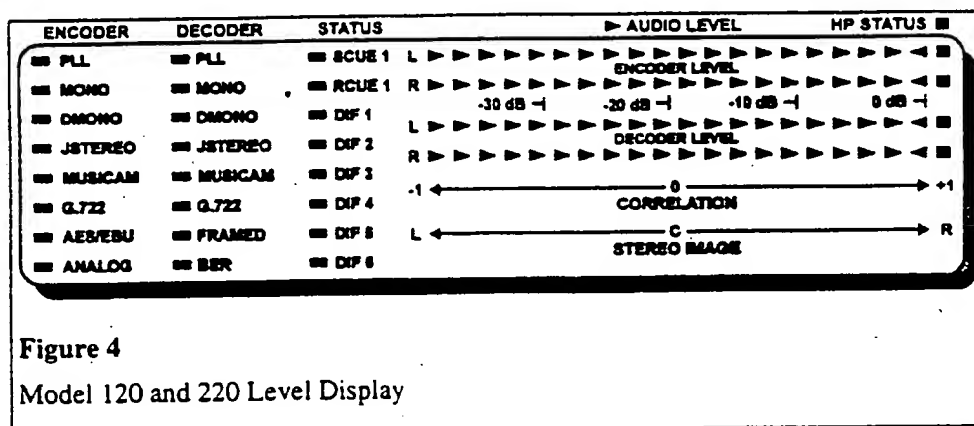 ENCODER DECODER STATUS AUDIO LEVEL HP STATUS
PLL PLL SCUE 1 L
ENCODER LEVEL
MONO MONO RCUE 1 R
-30 dB -20 dB -10 dB 0 dB
DMONO DMONO DIF 1 L
DECODER LEVEL
JSTEREO JSTEREO DIF 2 R
MUSICAM MUSICAM DIF 3
-1 0 +1
G.722 G.722 DIF 4 CORRELATION
AES/EBU FRAMED DIF 5 L C R
STEREO IMAGE
ANALOG BER DIF 6
Figure 4
Model 120 and 220 Level Display